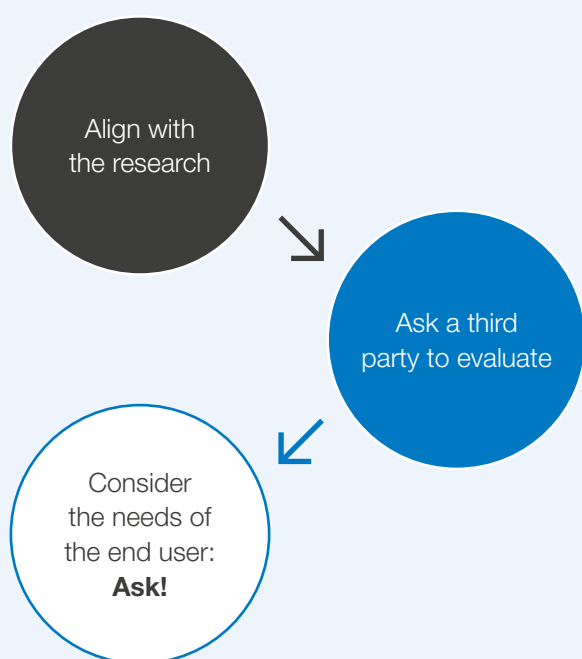 Align with
the research
Ask a third
party to evaluate
Consider
the needs of
the end user:
Ask!